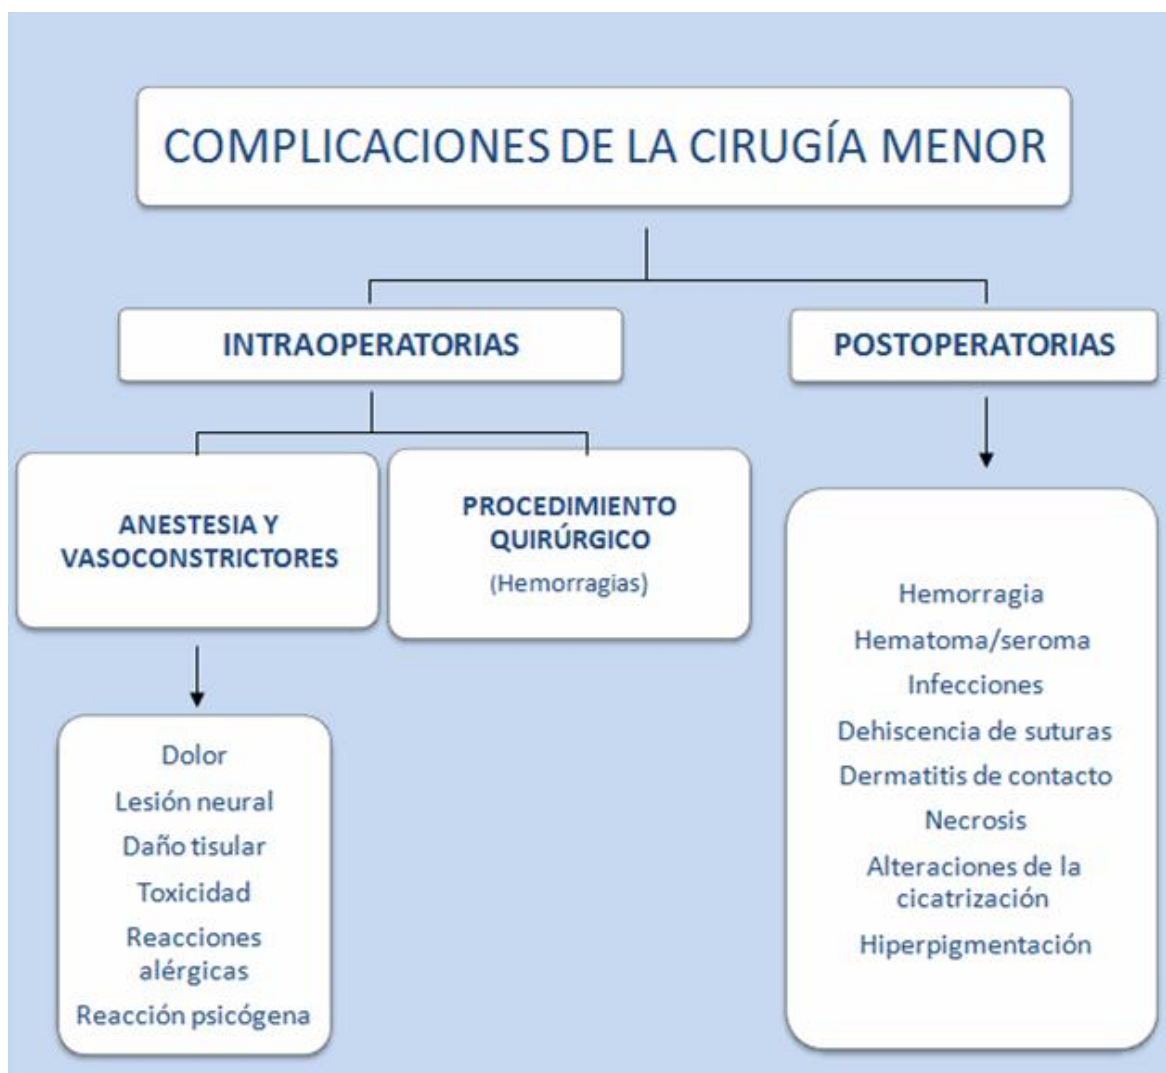 COMPLICACIONES DE LA CIRUGÍA MENOR
INTRAOPERATORIAS
POSTOPERATORIAS
ANESTESIA Y
VASOCONSTRICTORES
PROCEDIMIENTO
QUIRÚRGICO
(Hemorragias)
Dolor
Lesión neural
Daño tisular
Toxicidad
Reacciones
alérgicas
Reacción psicógena
Hemorragia
Hematoma/seroma
Infecciones
Dehiscencia de suturas
Dermatitis de contacto
Necrosis
Alteraciones de la
cicatrización
Hiperpigmentación